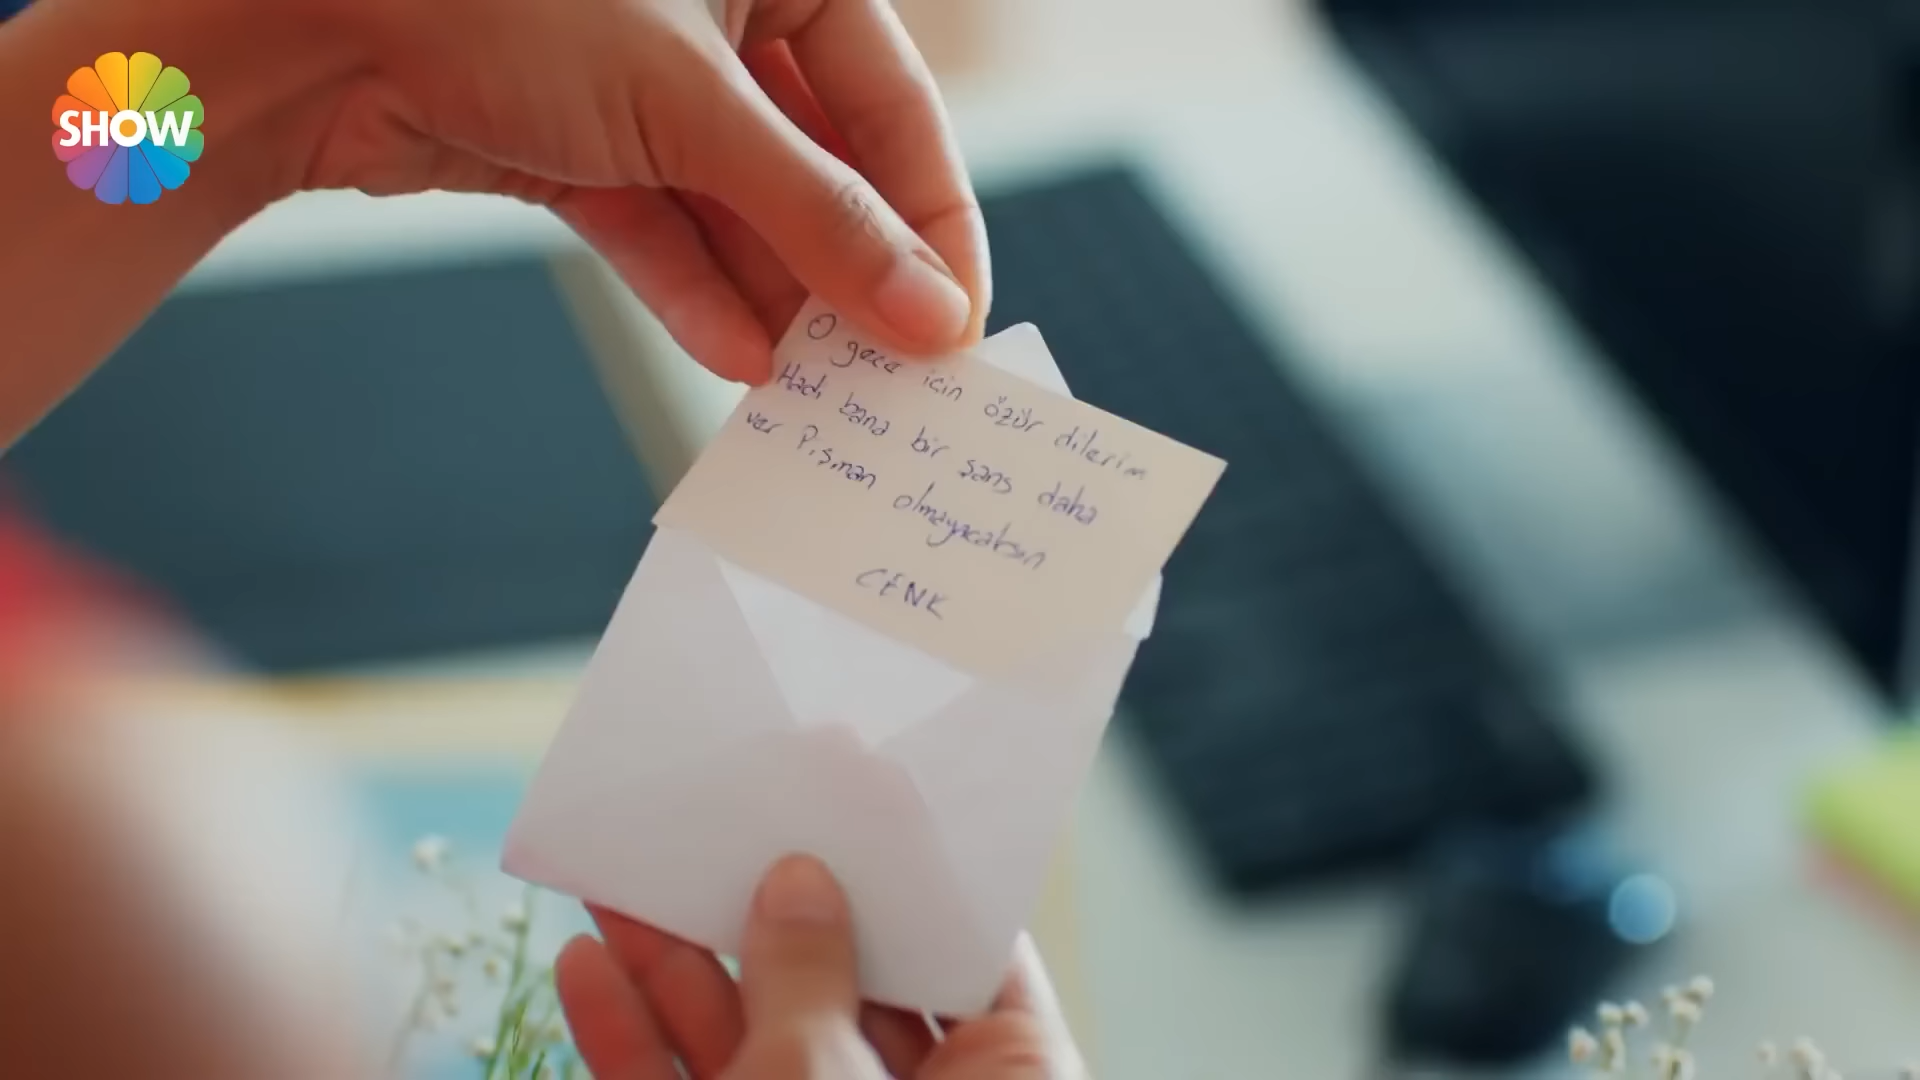 SHOW
O gece için özür dilerim
Hadi bana bir şans daha
ver Pişman olmayacaksın
CENK